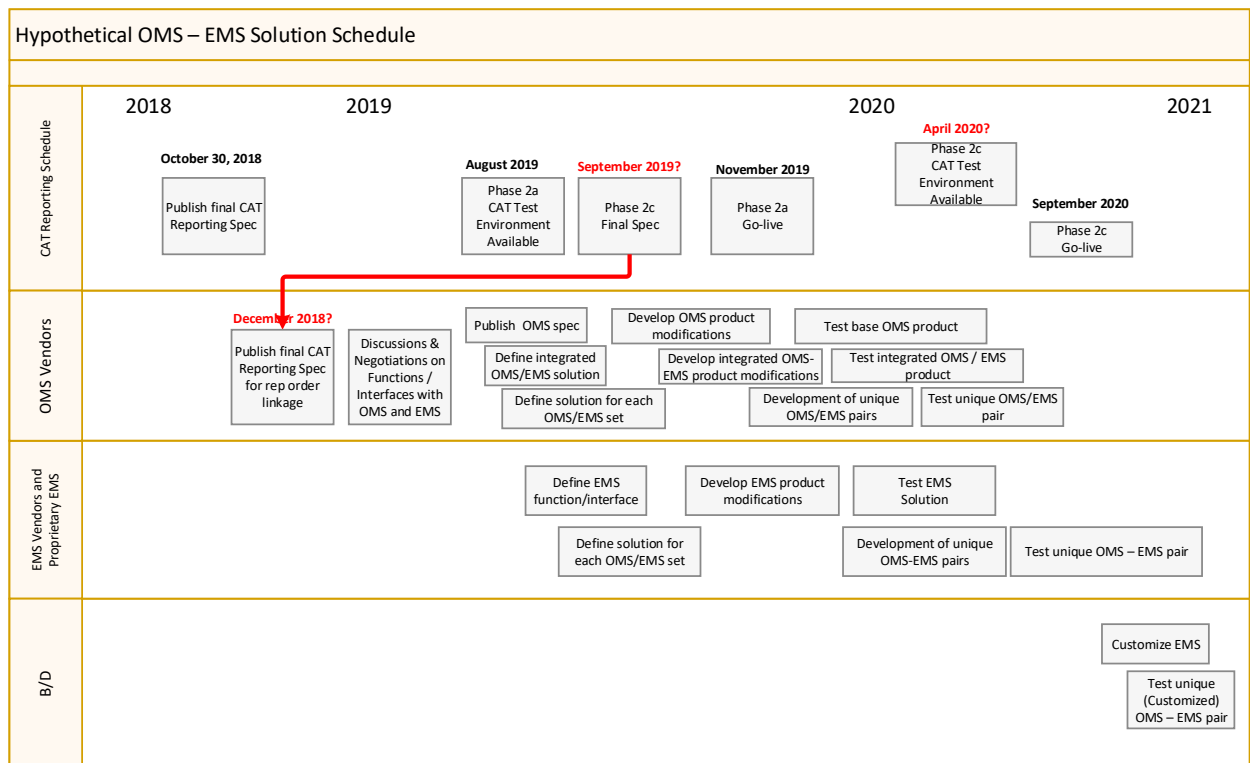 Hypothetical OMS – EMS Solution Schedule
2018
2019
2020
2021
CAT Reporting Schedule
October 30, 2018
Publish final CAT
Reporting Spec
August 2019
Phase 2a
CAT Test
Environment
Available
September 2019?
Phase 2c
Final Spec
November 2019
Phase 2a
Go-live
April 2020?
Phase 2c
CAT Test
Environment
Available
September 2020
Phase 2c
Go-live
OMS Vendors
December 2018?
Publish final CAT
Reporting Spec
for rep order
linkage
Discussions &
Negotiations on
Functions /
Interfaces with
OMS and EMS
Publish OMS spec
Define integrated
OMS/EMS solution
Define solution for each
OMS/EMS set
Develop OMS product
modifications
Develop integrated OMS-
EMS product modifications
Development of unique
OMS/EMS pairs
Test base OMS product
Test integrated OMS / EMS
product
Test unique OMS/EMS
pair
EMS Vendors and
Proprietary EMS
Define EMS
function/interface
Define solution for
each OMS/EMS set
Develop EMS product
modifications
Test EMS
Solution
Development of unique
OMS-EMS pairs
Test unique OMS – EMS pair
B/D
Customize EMS
Test unique
(Customized)
OMS – EMS pair